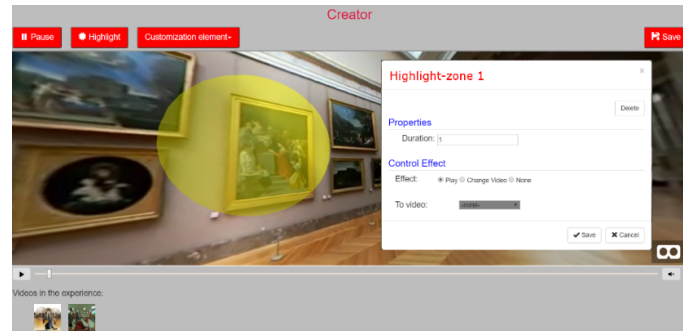 Creator
Pause Highlight Customization element- Save
Highlight-zone 1 ×
Delete
Properties
Duration: 1
Control Effect
Effect: Play Change Video None
To video: -none-
Save Cancel
Videos in the experience: